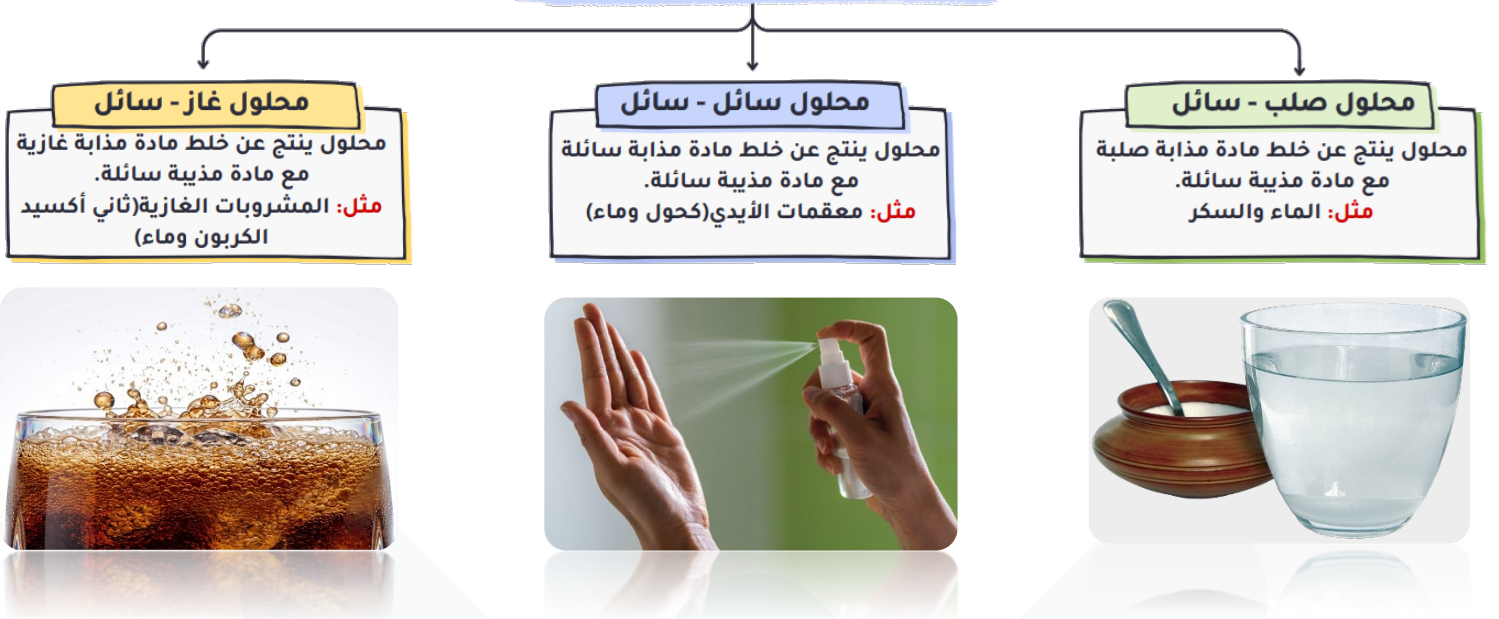 محلول صلب - سائل
محلول ينتج عن خلط مادة مذابة صلبة
مع مادة مذيبة سائلة.
مثل: الماء والسكر
محلول سائل - سائل
محلول ينتج عن خلط مادة مذابة سائلة
مع مادة مذيبة سائلة.
مثل: معقمات الأيدي(كحول وماء)
محلول غاز - سائل
محلول ينتج عن خلط مادة مذابة غازية
مع مادة مذيبة سائلة.
مثل: المشروبات الغازية(ثاني أكسيد
الكربون وماء)